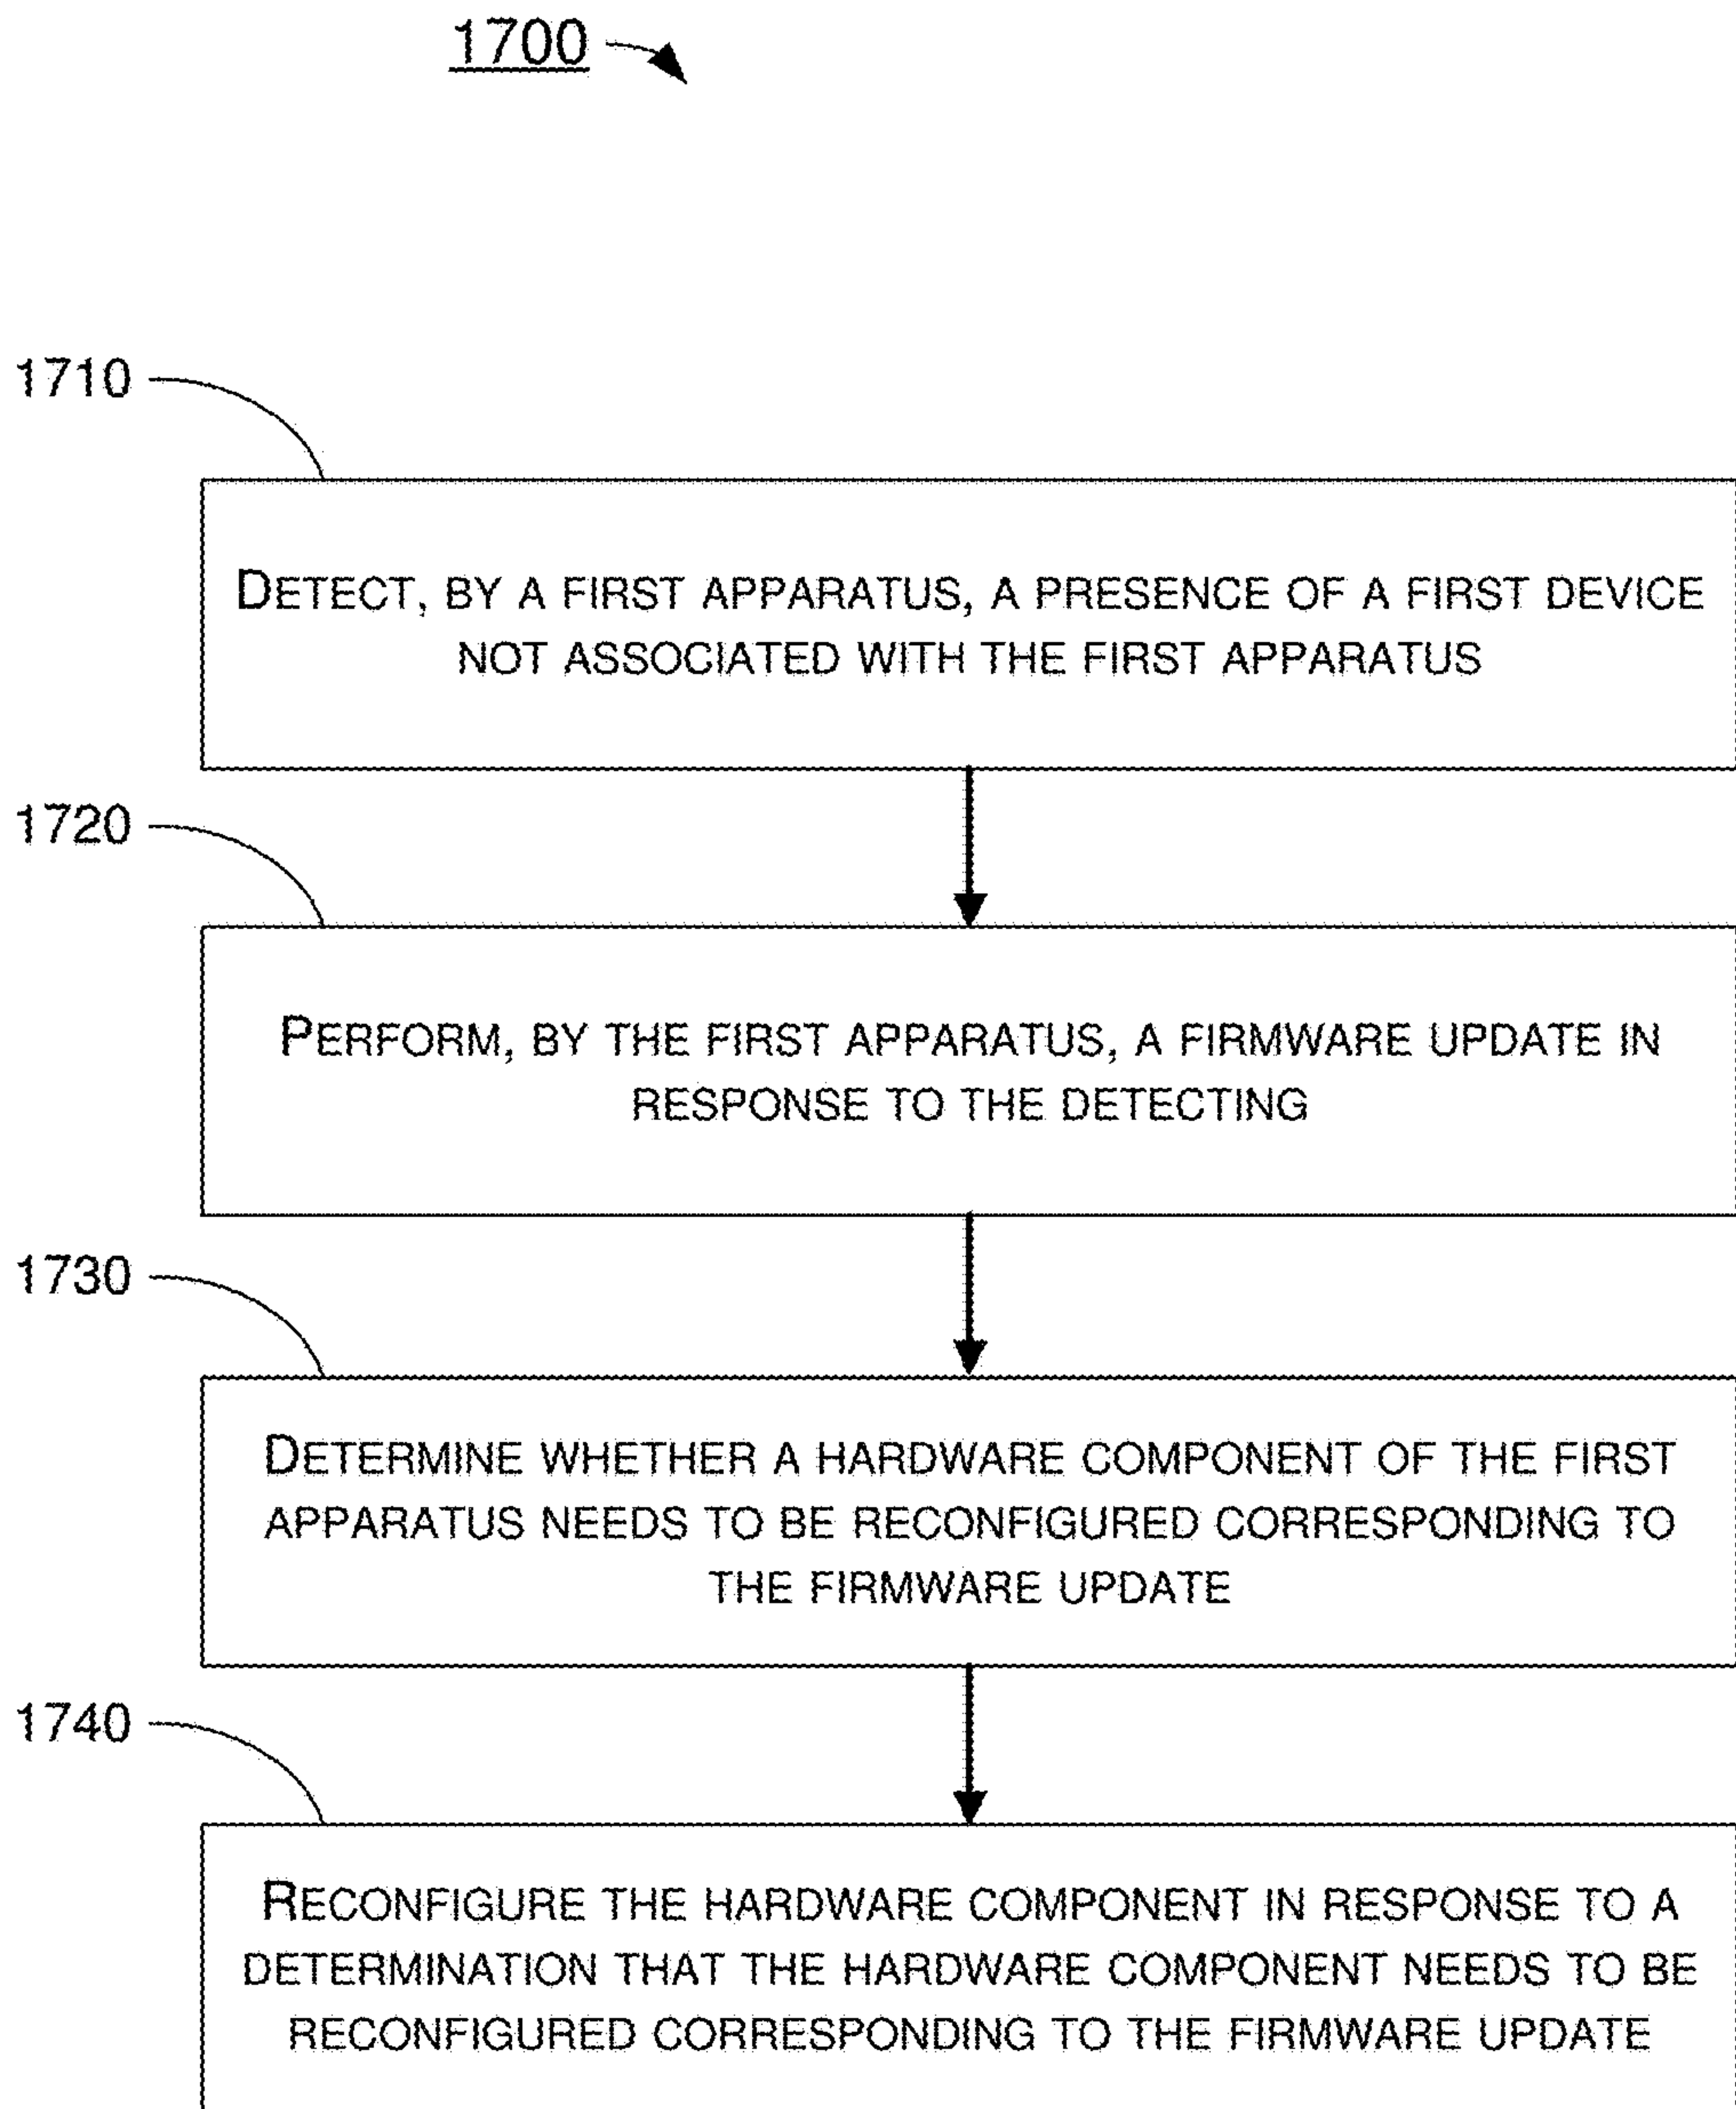 1700
1710
DETECT, BY A FIRST APPARATUS, A PRESENCE OF A FIRST DEVICE
NOT ASSOCIATED WITH THE FIRST APPARATUS
1720
PERFORM, BY THE FIRST APPARATUS, A FIRMWARE UPDATE IN
RESPONSE TO THE DETECTING
1730
DETERMINE WHETHER A HARDWARE COMPONENT OF THE FIRST
APPARATUS NEEDS TO BE RECONFIGURED CORRESPONDING TO
THE FIRMWARE UPDATE
1740
RECONFIGURE THE HARDWARE COMPONENT IN RESPONSE TO A
DETERMINATION THAT THE HARDWARE COMPONENT NEEDS TO BE
RECONFIGURED CORRESPONDING TO THE FIRMWARE UPDATE